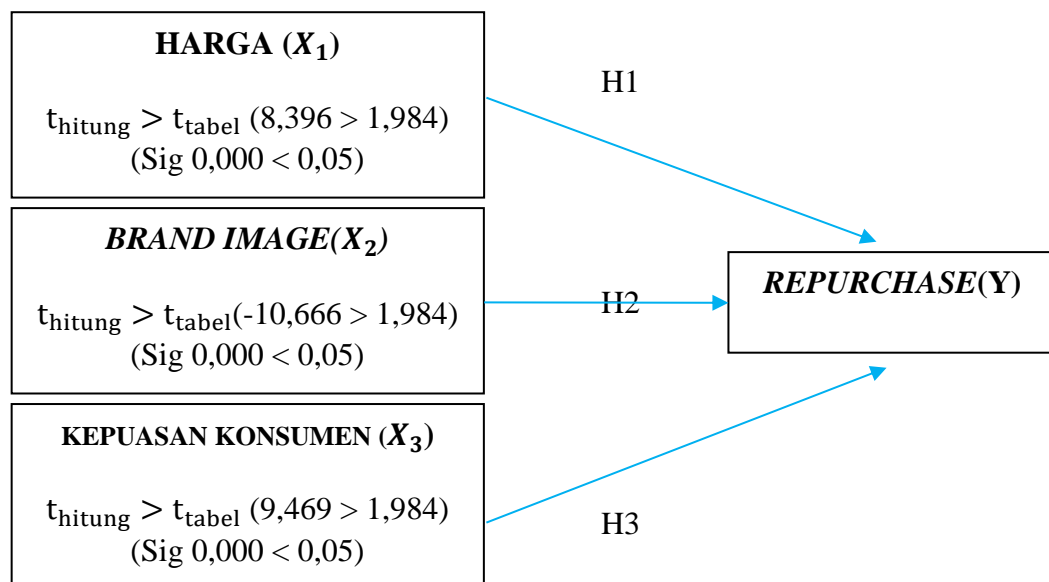 HARGA (X₁)
t_hitung > t_tabel (8,396 > 1,984)
(Sig 0,000 < 0,05)
H1
BRAND IMAGE(X₂)
t_hitung > t_tabel(-10,666 > 1,984)
(Sig 0,000 < 0,05)
H2
REPURCHASE(Y)
KEPUASAN KONSUMEN (X₃)
t_hitung > t_tabel (9,469 > 1,984)
(Sig 0,000 < 0,05)
H3